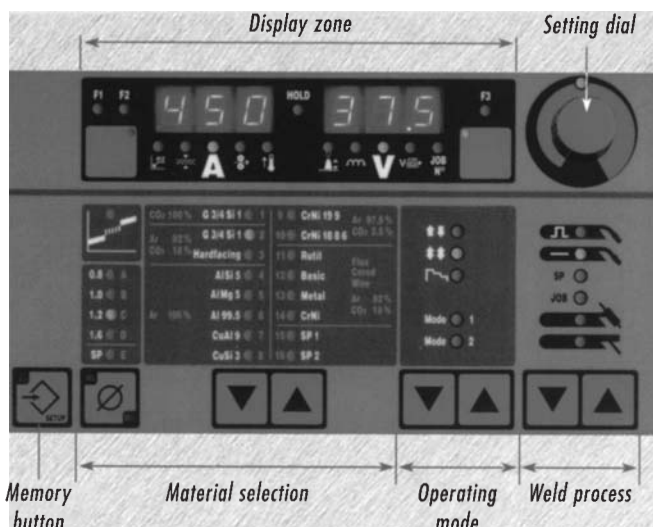 Display zone
Setting dial
F1 F2
450
HOLD
37.5
F3
A
V
JOB
N°
CO₂ 100% G 3/4 Si 1 1
Ar 82% CO₂ 18%
G 3/4 Si 1 2
Hardfacing 3
Ar 100%
AlSi 5 4
AlMg 5 5
Al 99.5 6
CuAl 9 7
CuSi 3 8
9 CrNi 19 9
10 CrNi 18 8 6
Ar 97.5% CO₂ 2.5%
11 Rutil
12 Basic
13 Metal
14 CrNi
Flux
Cored
Wire
Ar 82%
CO₂ 18%
15 SP 1
16 SP 2
0.8 A
1.0 B
1.2 C
1.6 D
SP E
Mode 1
Mode 2
SP
JOB
SETUP
Memory
button
Material selection
Operating
mode
Weld process